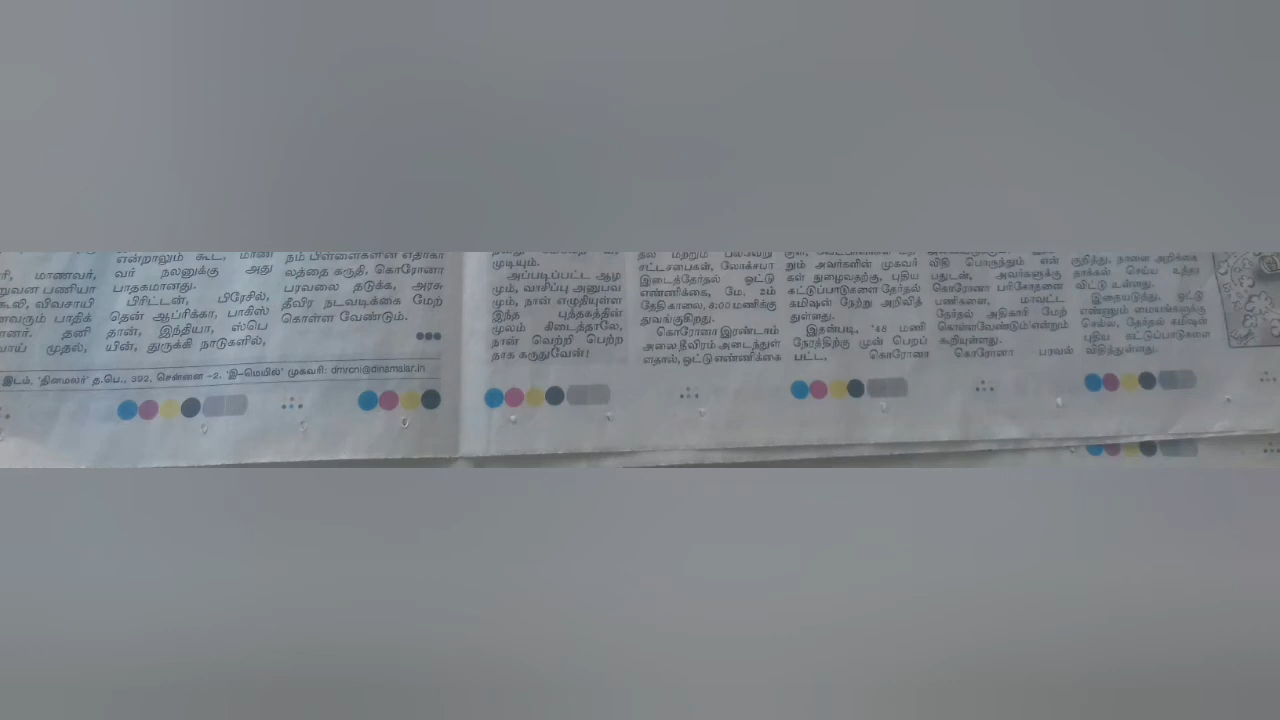 என்றாலும் கூட, மாண
வர் நலனுக்கு அது
பாதகமானது.
பிரிட்டன், பிரேசில்,
தென் ஆப்ரிக்கா, பாகிஸ்
தான், இந்தியா, ஸ்பெ
யின், துருக்கி நாடுகளில்,
மாணவர்,
பணியா
கூலி, விவசாயி
னவரும் பாதிக்
தனி
முதல்,
நம் பிள்ளைகளின் எதிர்கா
லத்தை கருதி, கொரோனா
பரவலை தடுக்க, அரசு
தீவிர நடவடிக்கை மேற்
கொள்ள வேண்டும்.
இடம், 'தினமலர்' த.பெ., 392, சென்னை -2. 'இ-மெயில்' முகவரி: dmrcni@dinamalar.in
முடியும்.
அப்படிப்பட்ட ஆழ
மும், வாசிப்பு அனுபவ
மும், நான் எழுதியுள்ள
இந்த புத்தகத்தின்
மூலம் கிடைத்தாலே,
நான் வெற்றி பெற்ற
தாக கருதுவேன்!
தல் மற்றும் பல்வேறு
சட்டசபைகள், லோக்சபா
இடைத்தேர்தல் ஓட்டு
எண்ணிக்கை, மே, 2ம்
தேதி காலை, 8:00 மணிக்கு
துவங்குகிறது.
கொரோனா இரண்டாம்
அலை தீவிரம் அடைந்துள்
ளதால், ஓட்டு எண்ணிக்கை
றும் அவர்களின் முகவர்
கள் நுழைவதற்கு, புதிய
கட்டுப்பாடுகளை தேர்தல்
கமிஷன் நேற்று அறிவித்
துள்ளது.
இதன்படி, '48 மணி
நேரத்திற்கு முன் பெறப்
பட்ட, கொரோனா
விதி பொருந்தும் என்
பதுடன், அவர்களுக்கு
கொரோனா பரிசோதனை
பணிகளை, மாவட்ட
தேர்தல் அதிகாரி மேற்
கொள்ளவேண்டும்' என்றும்
கூறியுள்ளது.
கொரோனா பரவல்
குறித்து, நாளை அறிக்கை
தாக்கல் செய்ய உத்தர
விட்டு உள்ளது.
இதையடுத்து, ஓட்டு
எண்ணும் மையங்களுக்கு
செல்ல, தேர்தல் கமிஷன்
புதிய கட்டுப்பாடுகளை
விதித்துள்ளது.